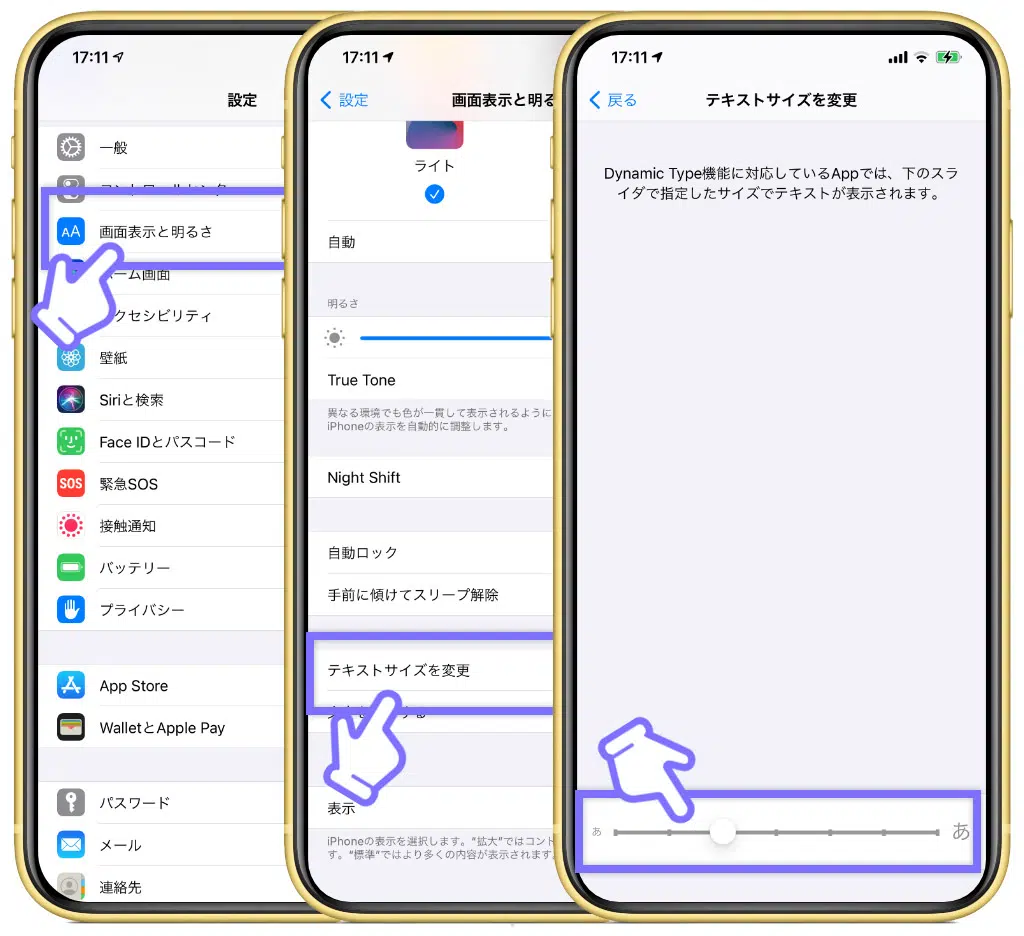 17:11
設定
一般
AA
画面表示と明るさ
ーム画面
クセシビリティ
壁紙
Siriと検索
Face IDとパスコード
SOS
緊急SOS
接触通知
バッテリー
プライバシー
App Store
WalletとApple Pay
パスワード
メール
連絡先
17:11
設定
画面表示と明る
ライト
自動
明るさ
True Tone
異なる環境でも色が一貫して表示されるように
iPhoneの表示を自動的に調整します。
Night Shift
自動ロック
手前に傾けてスリープ解除
テキストサイズを変更
表示
iPhoneの表示を選択します。“拡大”ではコント
す。“標準”ではより多くの内容が表示されます。
17:11
戻る
テキストサイズを変更
Dynamic Type機能に対応しているAppでは、下のスラ
イダで指定したサイズでテキストが表示されます。
あ
あ